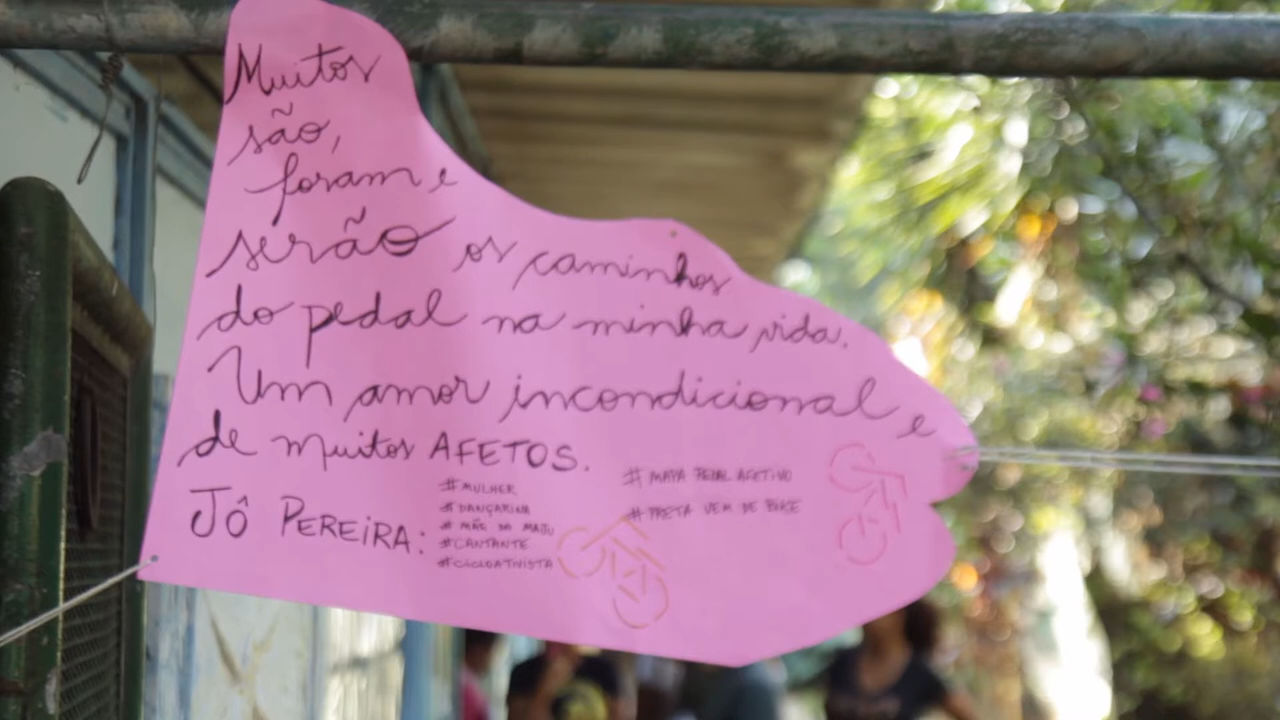 Muitos
são,
foram e
serão os caminhos
do pedal na minha vida.
Um amor incondicional e
de muitos AFETOS.
JÔ PEREIRA:
#MULHER
#DANÇARINA
# MÃE DA MAJU
#CANTANTE
#CICLOATIVISTA
# MAPA PEDAL AFETIVO
# PRETA VEM DE BIKE